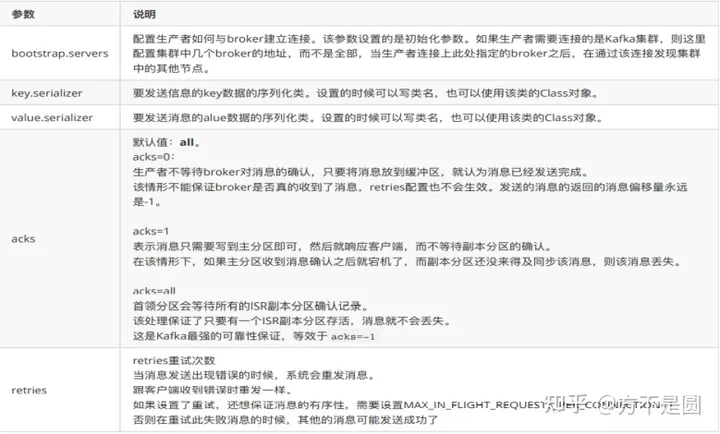 参数 说明
bootstrap.servers
配置生产者如何与broker建立连接。该参数设置的是初始化参数。如果生产者需要连接的是Kafka集群，则这里
配置集群中几个broker的地址，而不是全部，当生产者连接上此处指定的broker之后，在通过该连接发现集群
中的其他节点。
key.serializer 要发送信息的key数据的序列化类。设置的时候可以写类名，也可以使用该类的Class对象。
value.serializer 要发送消息的alue数据的序列化类。设置的时候可以写类名，也可以使用该类的Class对象。
acks
默认值：all。
acks=0：
生产者不等待broker对消息的确认，只要将消息放到缓冲区，就认为消息已经发送完成。
该情形不能保证broker是否真的收到了消息，retries配置也不会生效。发送的消息的返回的消息偏移量永远
是-1。
acks=1
表示消息只需要写到主分区即可，然后就响应客户端，而不等待副本分区的确认。
在该情形下，如果主分区收到消息确认之后就宕机了，而副本分区还没来得及同步该消息，则该消息丢失。
acks=all
首领分区会等待所有的ISR副本分区确认记录。
该处理保证了只要有一个ISR副本分区存活，消息就不会丢失。
这是Kafka最强的可靠性保证，等效于 acks=-1
retries
retries重试次数
当消息发送出现错误的时候，系统会重发消息。
跟客户端收到错误时重发一样。
如果设置了重试，还想保证消息的有序性，需要设置MAX_IN_FLIGHT_REQUEST
否则在重试此失败消息的时候，其他的消息可能发送成功了
知乎 @方不是圆